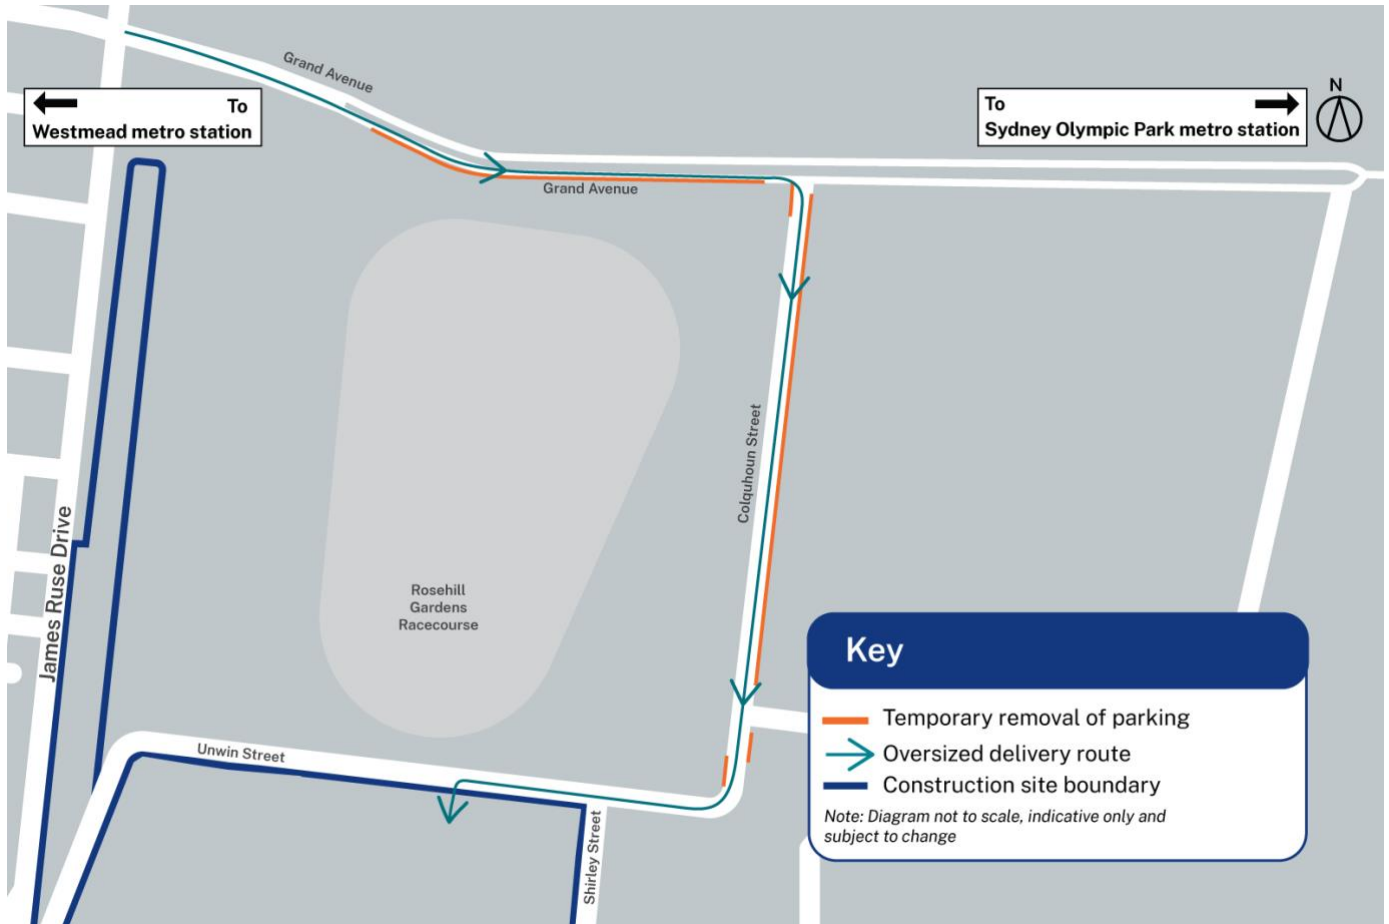 Grand Avenue
N
To
Westmead metro station
To
Sydney Olympic Park metro station
Grand Avenue
Colquhoun Street
James Ruse Drive
Rosehill
Gardens
Racecourse
Unwin Street
Shirley Street
Key
Temporary removal of parking
Oversized delivery route
Construction site boundary
Note: Diagram not to scale, indicative only and
subject to change